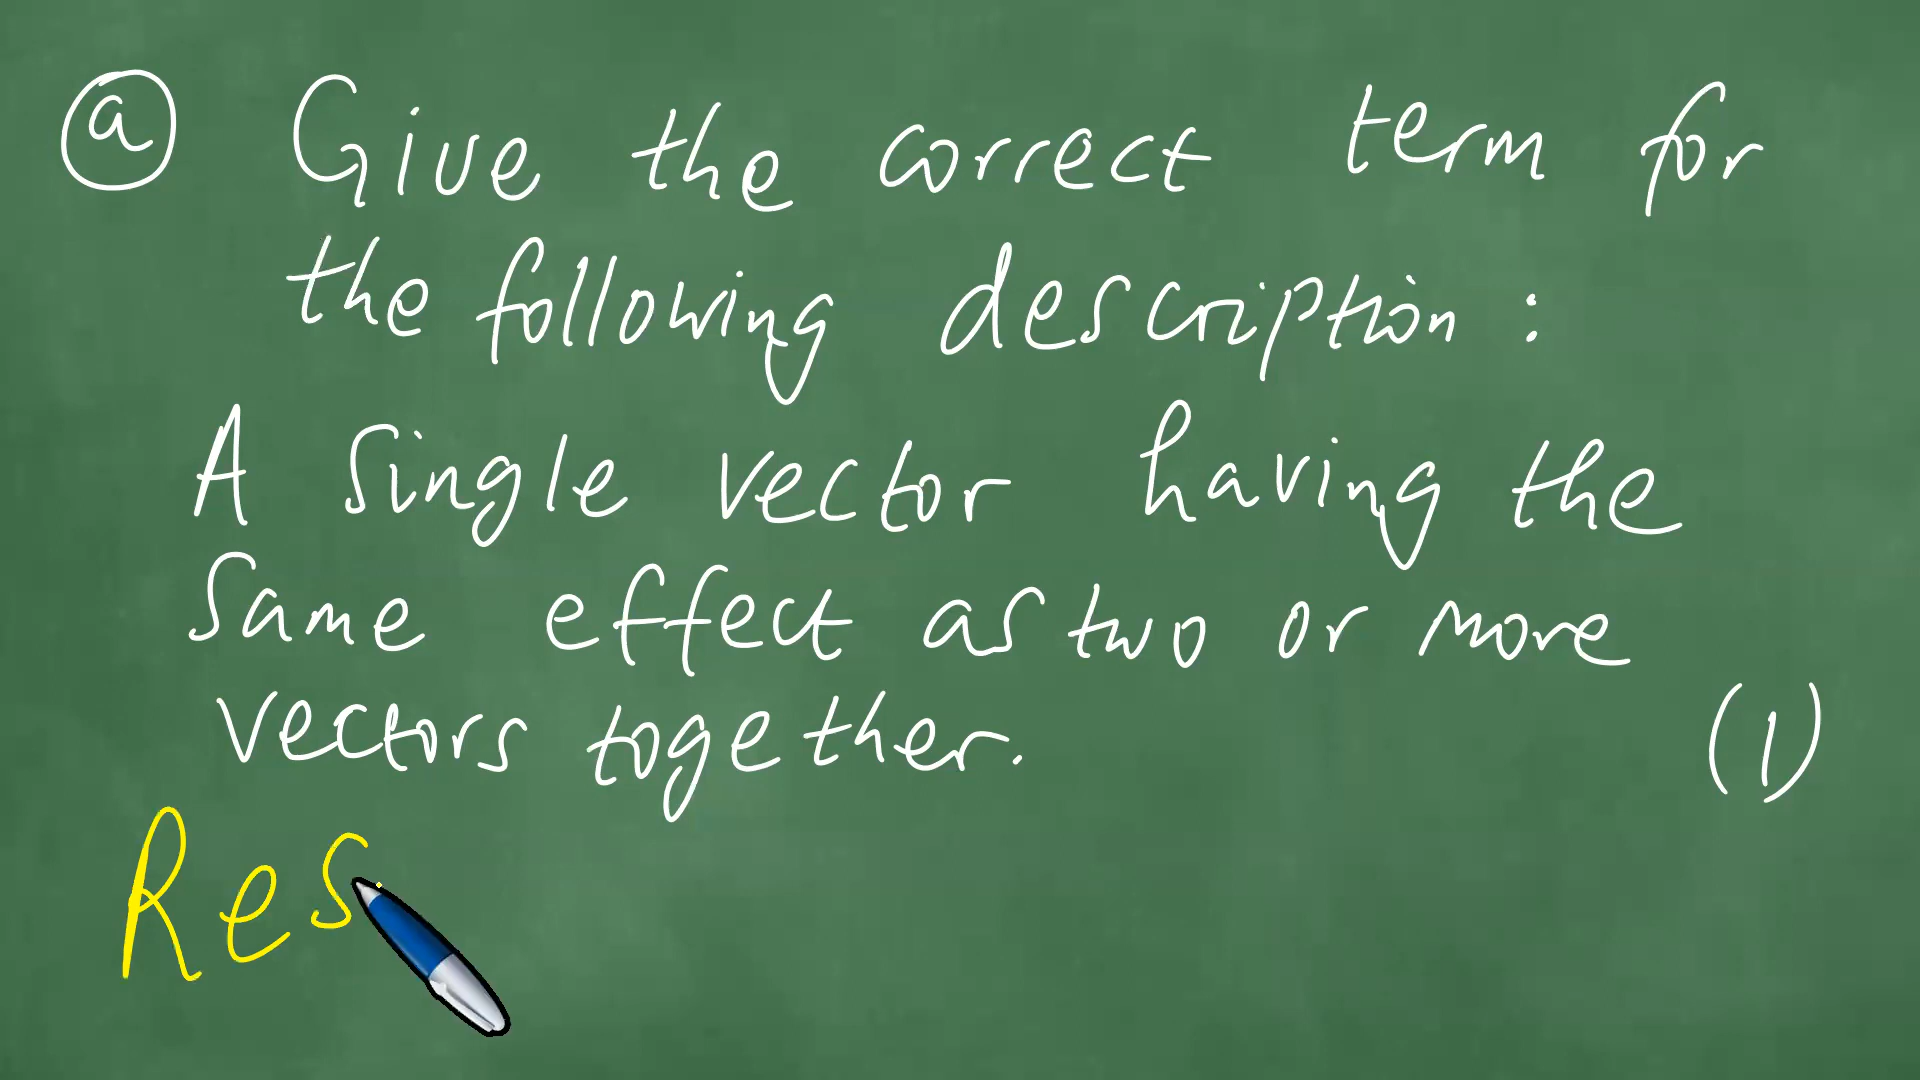 a Give the correct term for
the following description:
A single vector having the
same effect as two or more
vectors together. (1)
Res